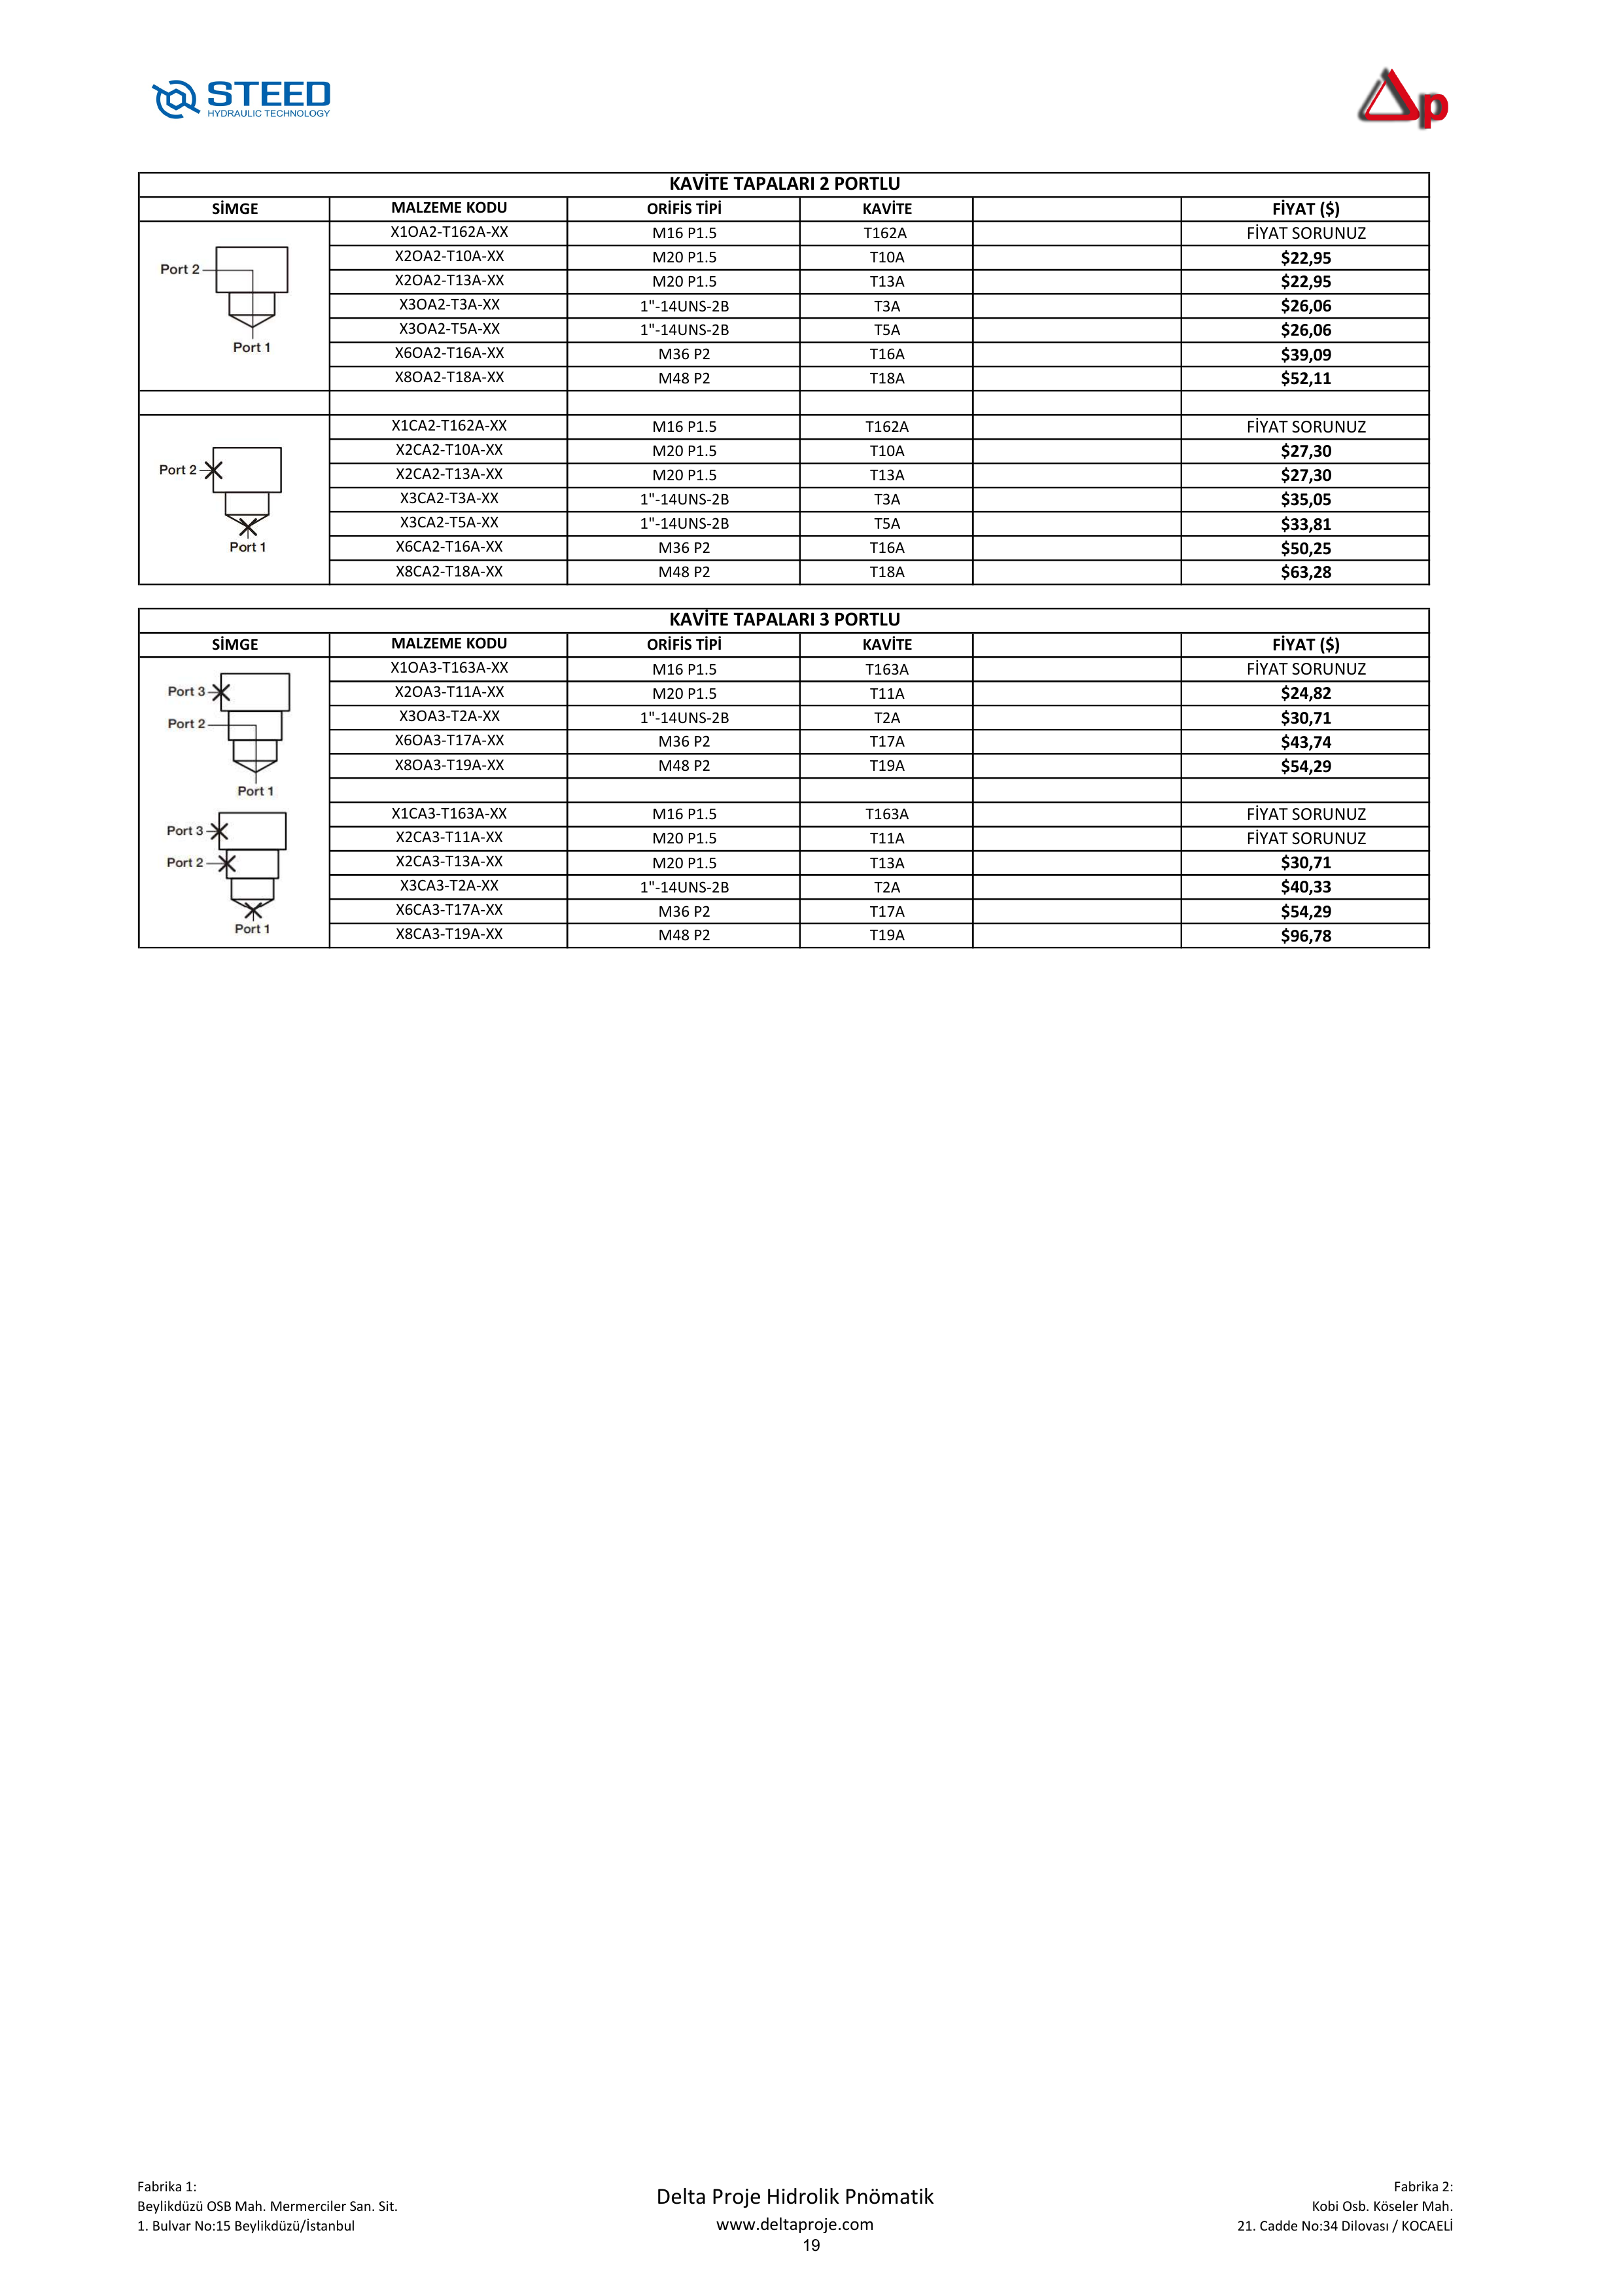 STEED
HYDRAULIC TECHNOLOGY
p
KAVİTE TAPALARI 2 PORTLU
SİMGE MALZEME KODU ORİFİS TİPİ KAVİTE FİYAT ($)
X1OA2-T162A-XX M16 P1.5 T162A FİYAT SORUNUZ
X2OA2-T10A-XX M20 P1.5 T10A $22,95
X2OA2-T13A-XX M20 P1.5 T13A $22,95
X3OA2-T3A-XX 1"-14UNS-2B T3A $26,06
X3OA2-T5A-XX 1"-14UNS-2B T5A $26,06
X6OA2-T16A-XX M36 P2 T16A $39,09
X8OA2-T18A-XX M48 P2 T18A $52,11
Port 2
Port 1
X1CA2-T162A-XX M16 P1.5 T162A FİYAT SORUNUZ
X2CA2-T10A-XX M20 P1.5 T10A $27,30
X2CA2-T13A-XX M20 P1.5 T13A $27,30
X3CA2-T3A-XX 1"-14UNS-2B T3A $35,05
X3CA2-T5A-XX 1"-14UNS-2B T5A $33,81
X6CA2-T16A-XX M36 P2 T16A $50,25
X8CA2-T18A-XX M48 P2 T18A $63,28
Port 2
Port 1
KAVİTE TAPALARI 3 PORTLU
SİMGE MALZEME KODU ORİFİS TİPİ KAVİTE FİYAT ($)
X1OA3-T163A-XX M16 P1.5 T163A FİYAT SORUNUZ
X2OA3-T11A-XX M20 P1.5 T11A $24,82
X3OA3-T2A-XX 1"-14UNS-2B T2A $30,71
X6OA3-T17A-XX M36 P2 T17A $43,74
X8OA3-T19A-XX M48 P2 T19A $54,29
Port 3
Port 2
Port 1
X1CA3-T163A-XX M16 P1.5 T163A FİYAT SORUNUZ
X2CA3-T11A-XX M20 P1.5 T11A FİYAT SORUNUZ
X2CA3-T13A-XX M20 P1.5 T13A $30,71
X3CA3-T2A-XX 1"-14UNS-2B T2A $40,33
X6CA3-T17A-XX M36 P2 T17A $54,29
X8CA3-T19A-XX M48 P2 T19A $96,78
Port 3
Port 2
Port 1
Fabrika 1:
Beylikdüzü OSB Mah. Mermerciler San. Sit.
1. Bulvar No:15 Beylikdüzü/İstanbul
Delta Proje Hidrolik Pnömatik
www.deltaproje.com
19
Fabrika 2:
Kobi Osb. Köseler Mah.
21. Cadde No:34 Dilovası / KOCAELİ